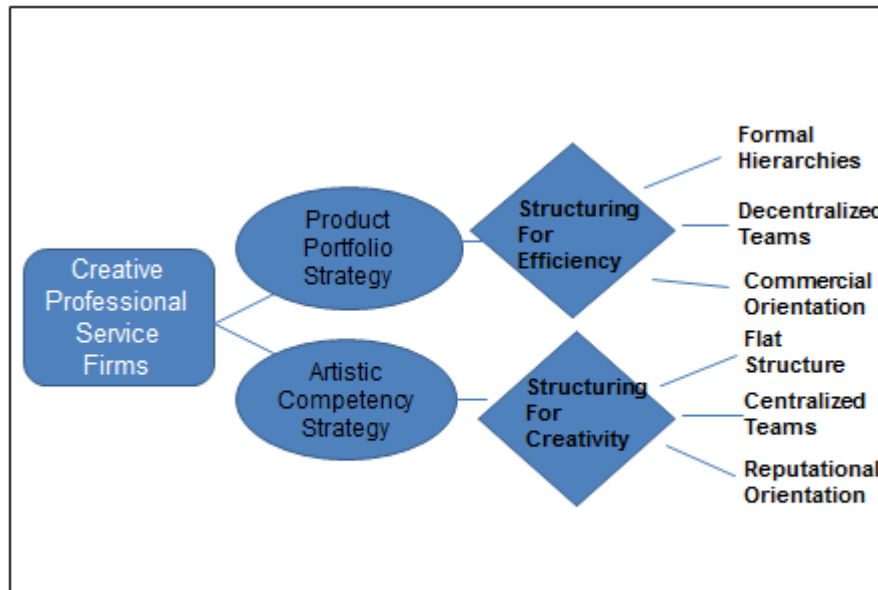 Creative
Professional
Service
Firms
Product
Portfolio
Strategy
Artistic
Competency
Strategy
Structuring
For
Efficiency
Structuring
For
Creativity
Formal
Hierarchies
Decentralized
Teams
Commercial
Orientation
Flat
Structure
Centralized
Teams
Reputational
Orientation